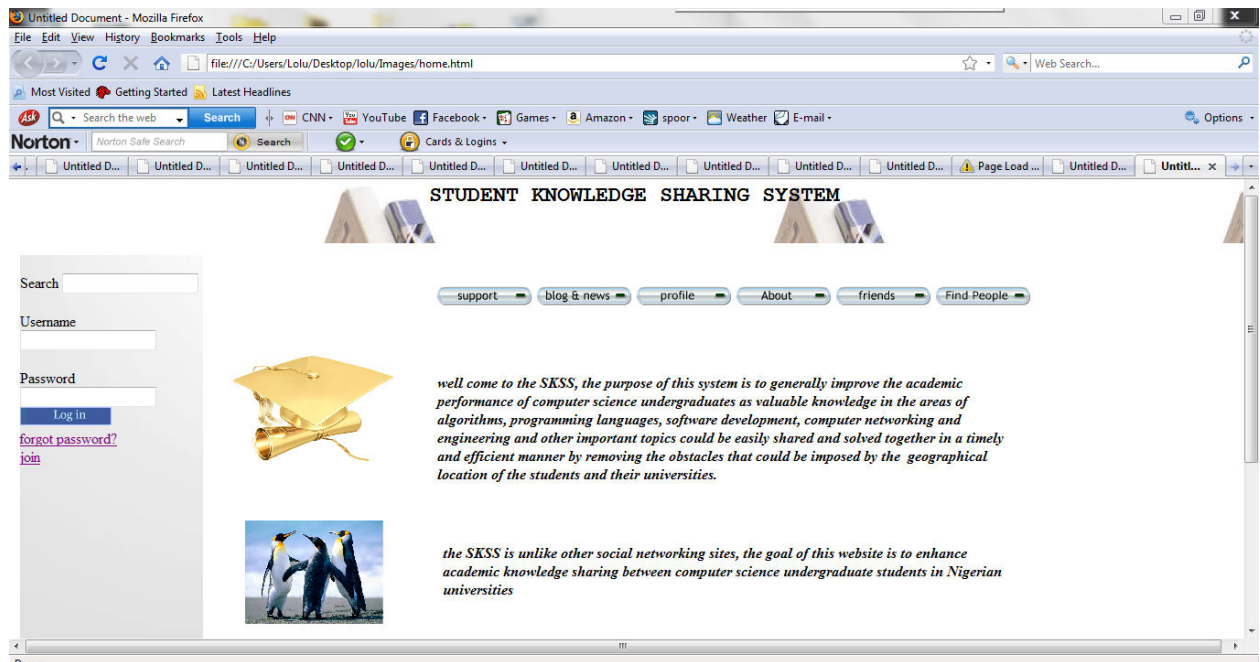 Untitled Document - Mozilla Firefox
File Edit View History Bookmarks Tools Help
file:///C:/Users/Lolu/Desktop/lolu/Images/home.html
Web Search...
Most Visited Getting Started Latest Headlines
Ask Search the web Search CNN YouTube Facebook Games Amazon spoor Weather E-mail Options
Norton Norton Safe Search Search Cards & Logins
Untitled D... Untitled D... Untitled D... Untitled D... Untitled D... Untitled D... Untitled D... Untitled D... Untitled D... Untitled D... Page Load ... Untitled D... Untitl...
STUDENT KNOWLEDGE SHARING SYSTEM
Search
support blog & news profile About friends Find People
Username
Password
Log in
forgot password?
join
well come to the SKSS, the purpose of this system is to generally improve the academic
performance of computer science undergraduates as valuable knowledge in the areas of
algorithms, programming languages, software development, computer networking and
engineering and other important topics could be easily shared and solved together in a timely
and efficient manner by removing the obstacles that could be imposed by the geographical
location of the students and their universities.
the SKSS is unlike other social networking sites, the goal of this website is to enhance
academic knowledge sharing between computer science undergraduate students in Nigerian
universities